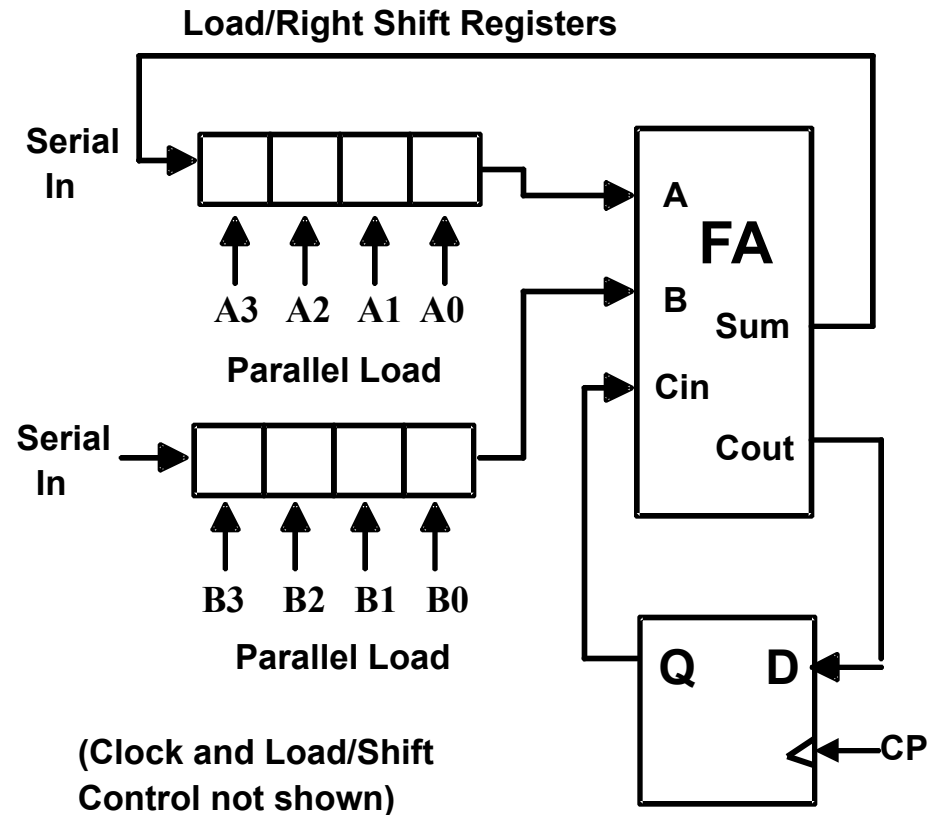 Load/Right Shift Registers
Serial
In
A
FA
A3 A2 A1 A0
B
Sum
Parallel Load
Cin
Serial
In
Cout
B3 B2 B1 B0
Parallel Load
Q D
(Clock and Load/Shift
Control not shown)
CP